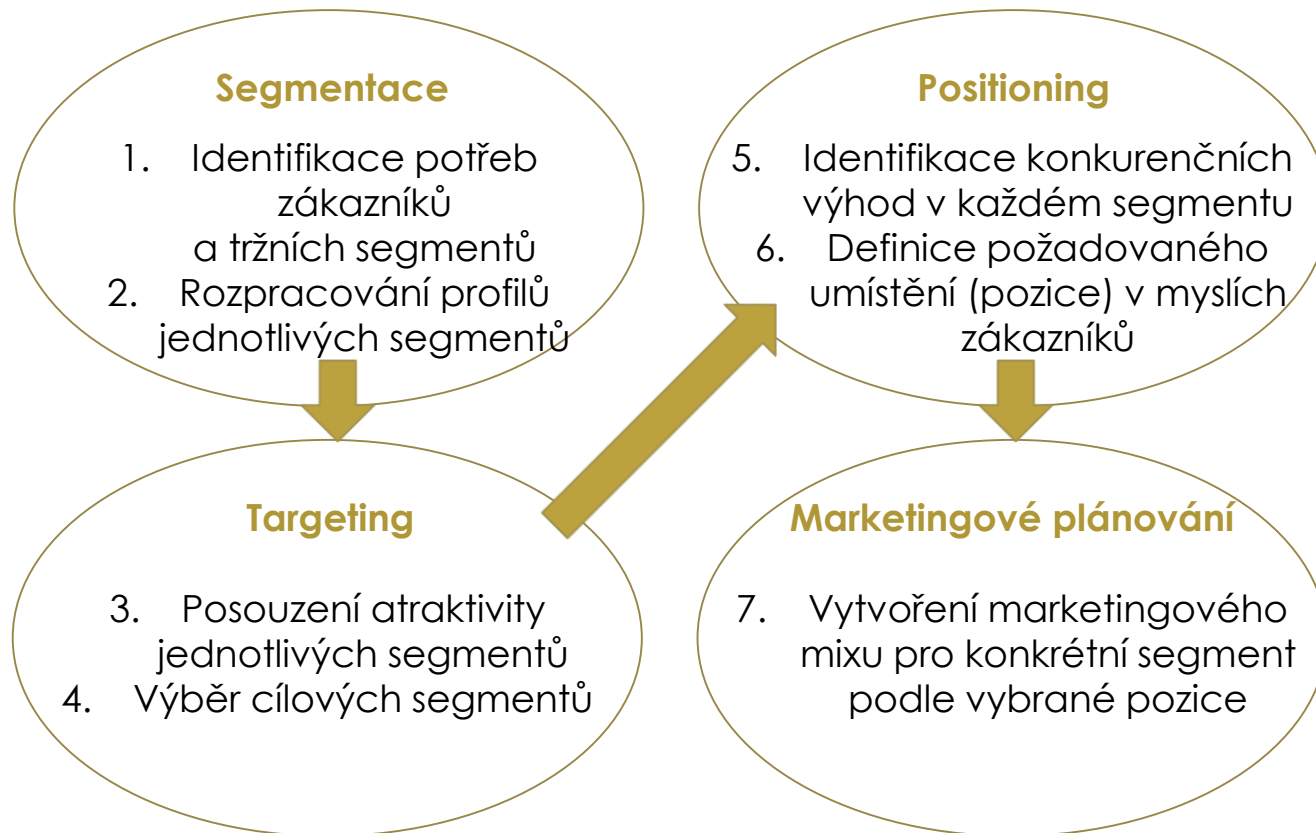 Segmentace
1. Identifikace potřeb
zákazníků
a tržních segmentů
2. Rozpracování profilů
jednotlivých segmentů
Targeting
3. Posouzení atraktivity
jednotlivých segmentů
4. Výběr cílových segmentů
Positioning
5. Identifikace konkurenčních
výhod v každém segmentu
6. Definice požadovaného
umístění (pozice) v myslích
zákazníků
Marketingové plánování
7. Vytvoření marketingového
mixu pro konkrétní segment
podle vybrané pozice